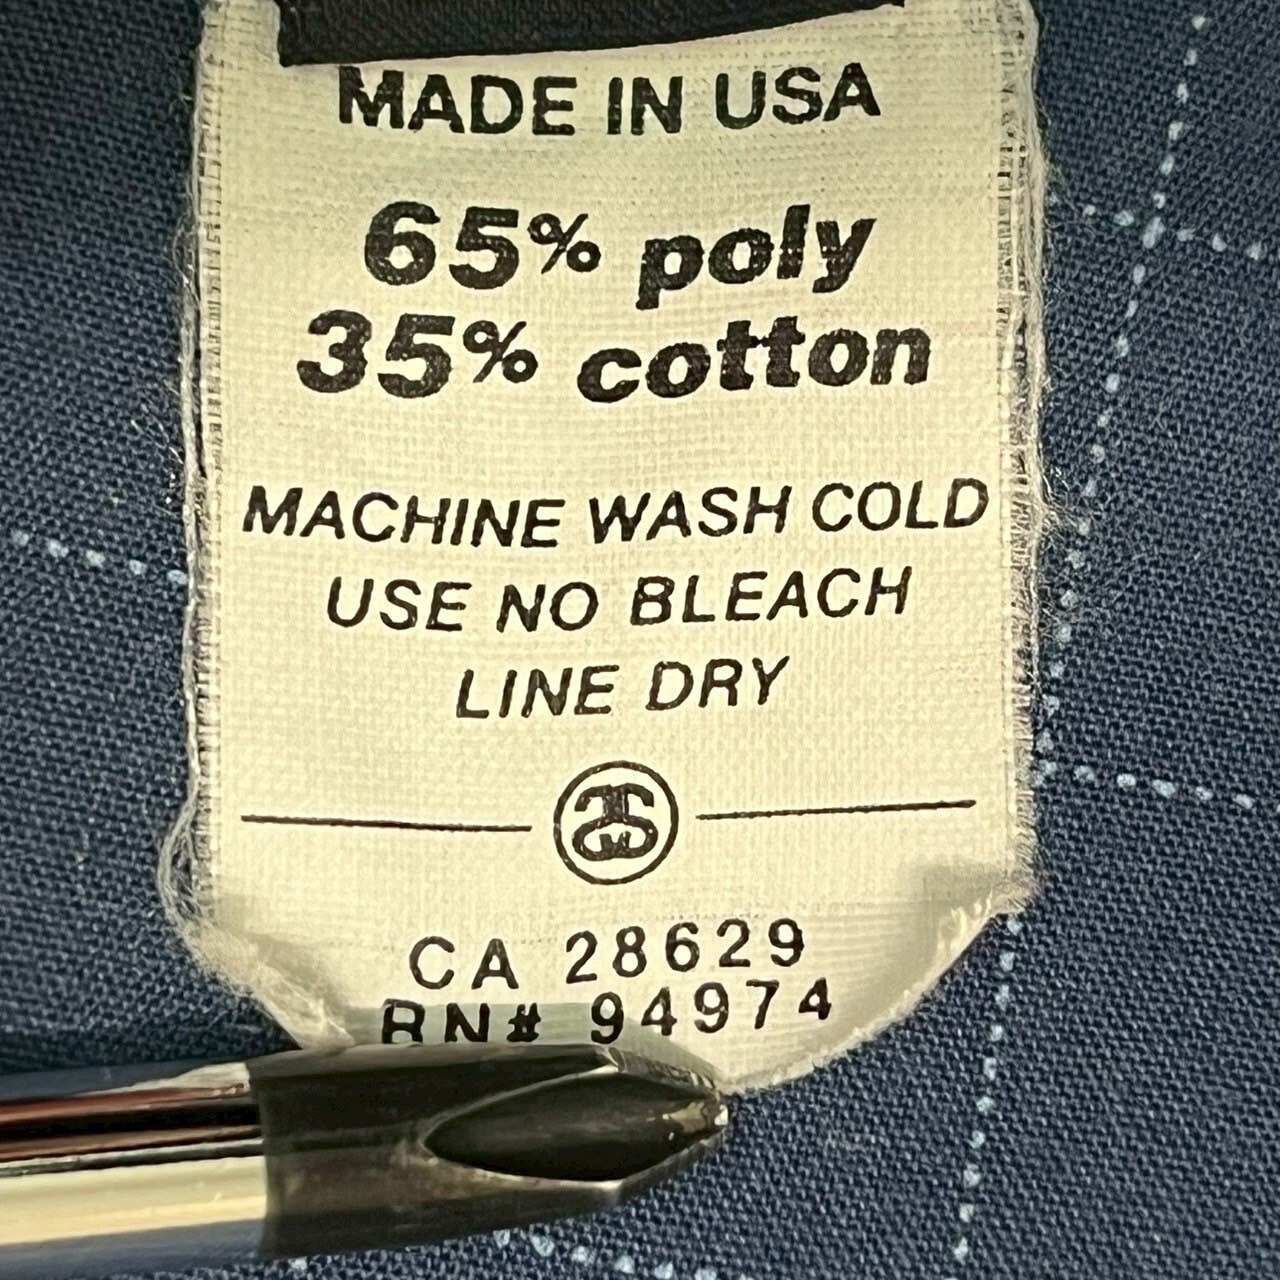 MADE IN USA
65% poly
35% cotton
MACHINE WASH COLD
USE NO BLEACH
LINE DRY
CA 28629
RN# 94974